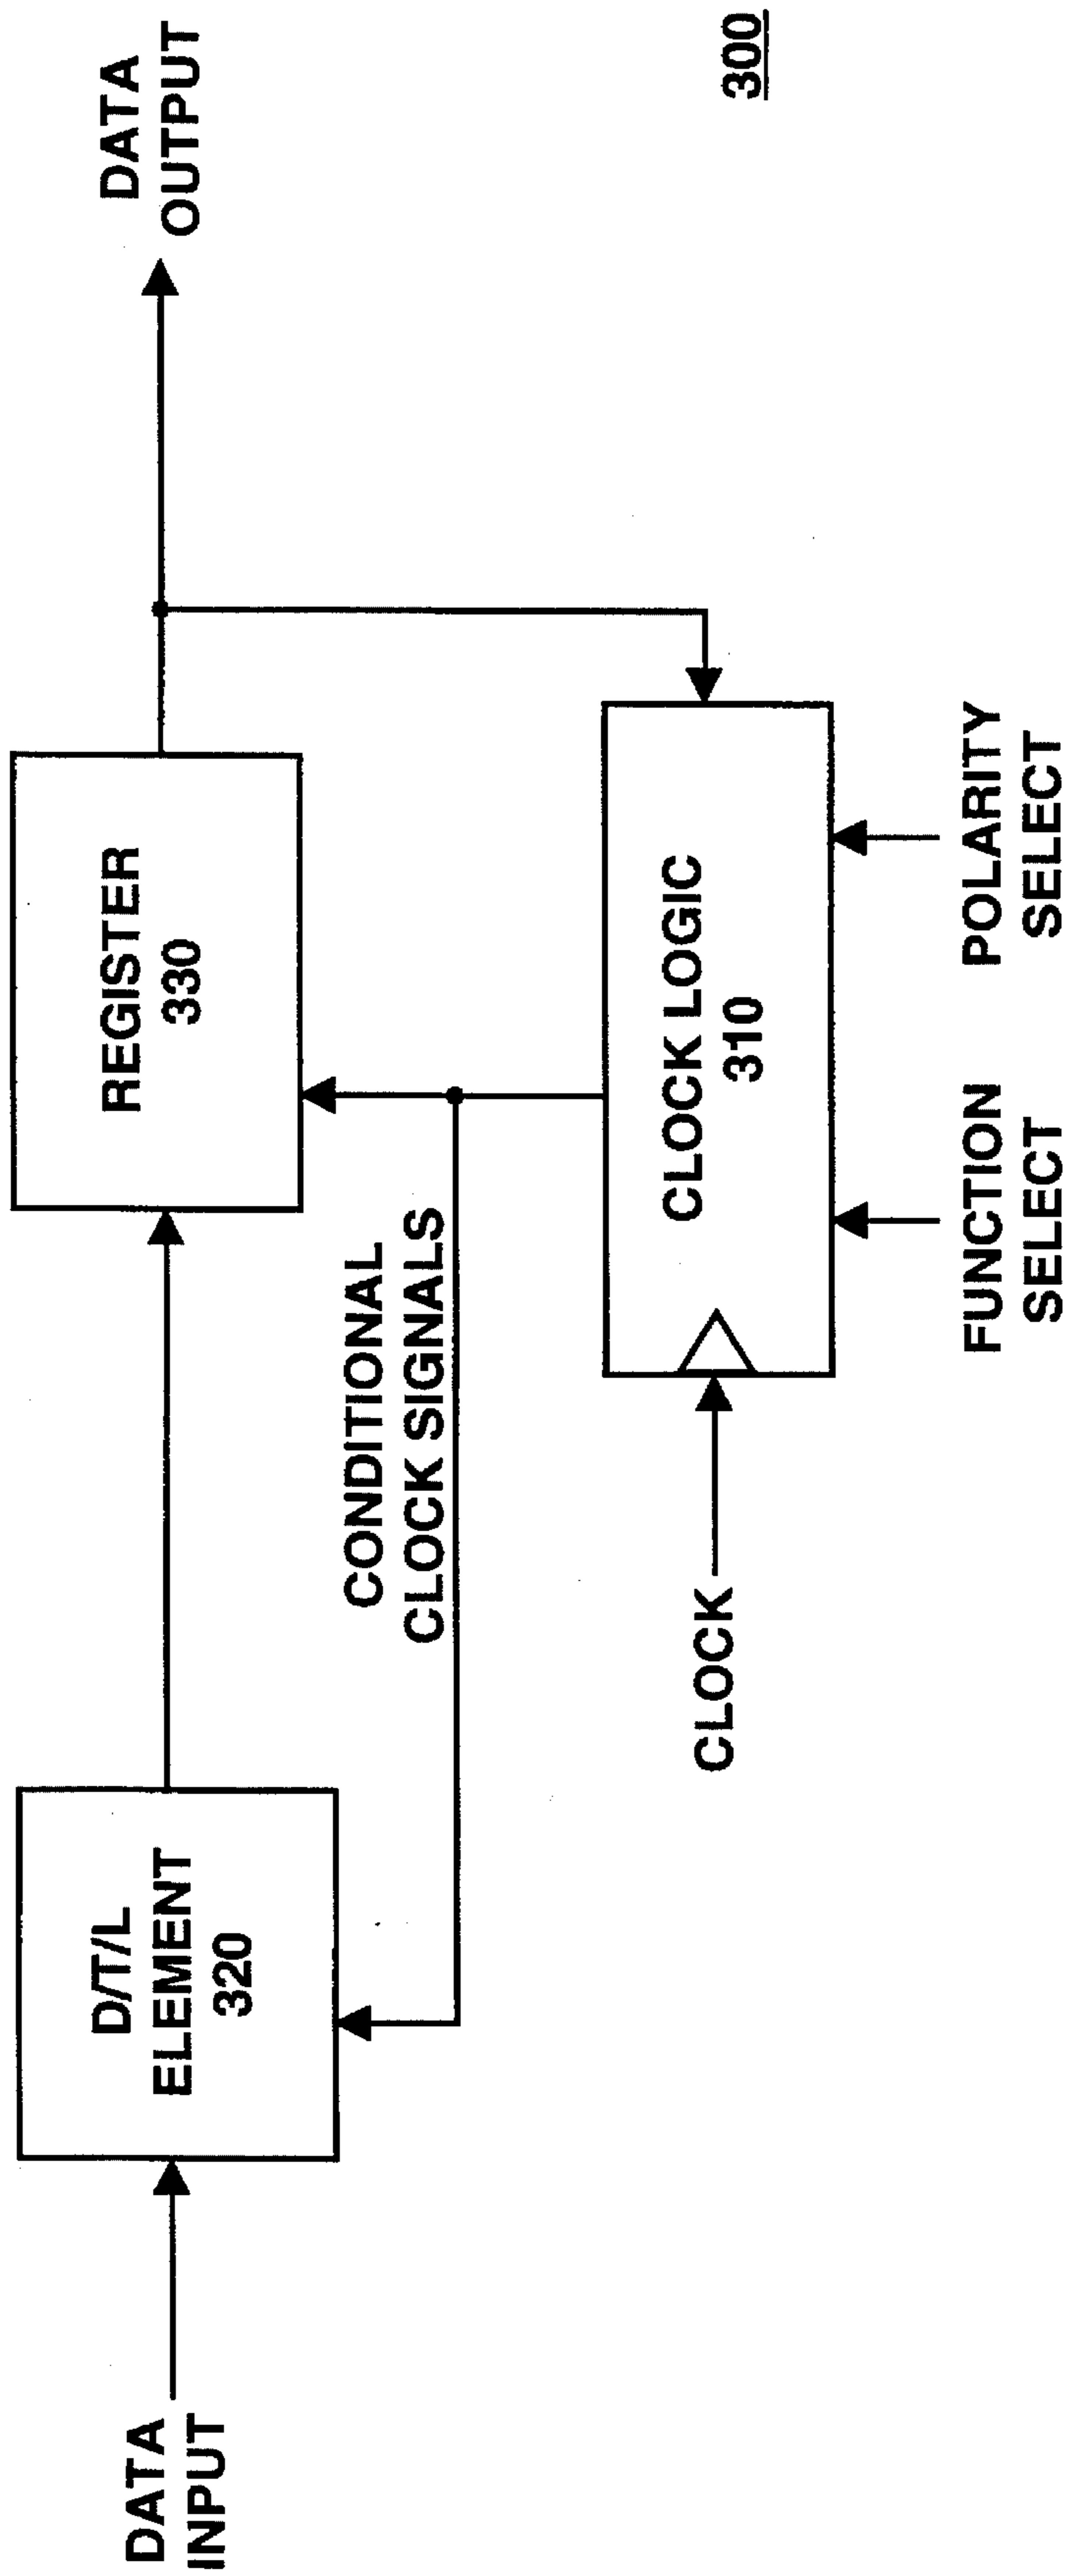 DATA
INPUT
D/T/L
ELEMENT
320
REGISTER
330
DATA
OUTPUT
CONDITIONAL
CLOCK SIGNALS
CLOCK
CLOCK LOGIC
310
FUNCTION
SELECT
POLARITY
SELECT
300